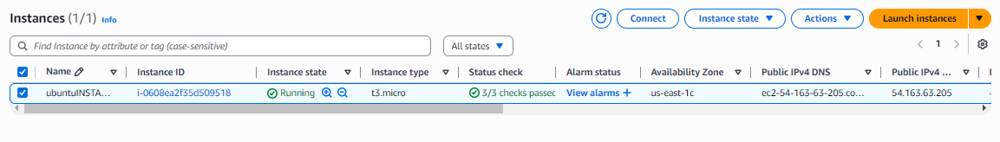 Instances (1/1) Info
Connect Instance state Actions Launch instances
Find Instance by attribute or tag (case-sensitive) All states 1
Name Instance ID Instance state Instance type Status check Alarm status Availability Zone Public IPv4 DNS Public IPv4 ...
ubuntuINSTA... i-0608ea2f35d509518 Running t3.micro 3/3 checks passed View alarms + us-east-1c ec2-54-163-63-205.co... 54.163.63.205 -